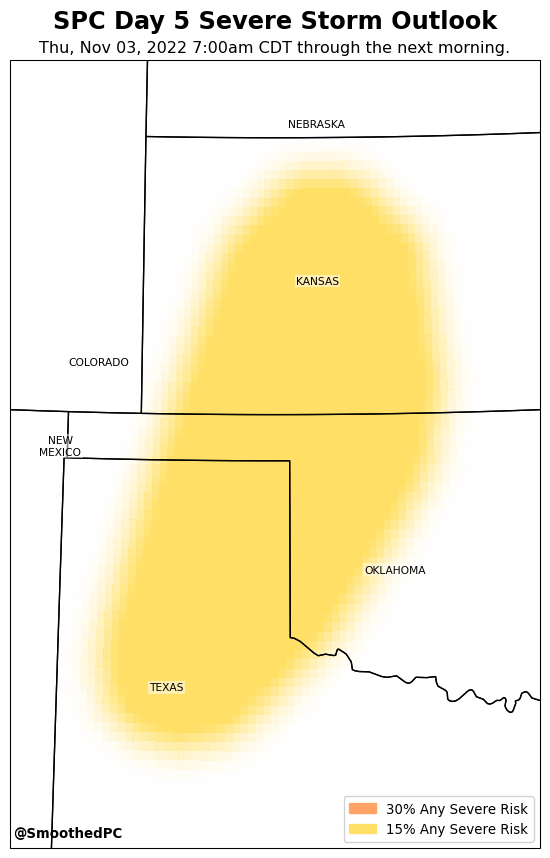 SPC Day 5 Severe Storm Outlook
Thu, Nov 03, 2022 7:00am CDT through the next morning.
NEBRASKA
KANSAS
COLORADO
NEW
MEXICO
OKLAHOMA
TEXAS
30% Any Severe Risk
15% Any Severe Risk
@SmoothedPC